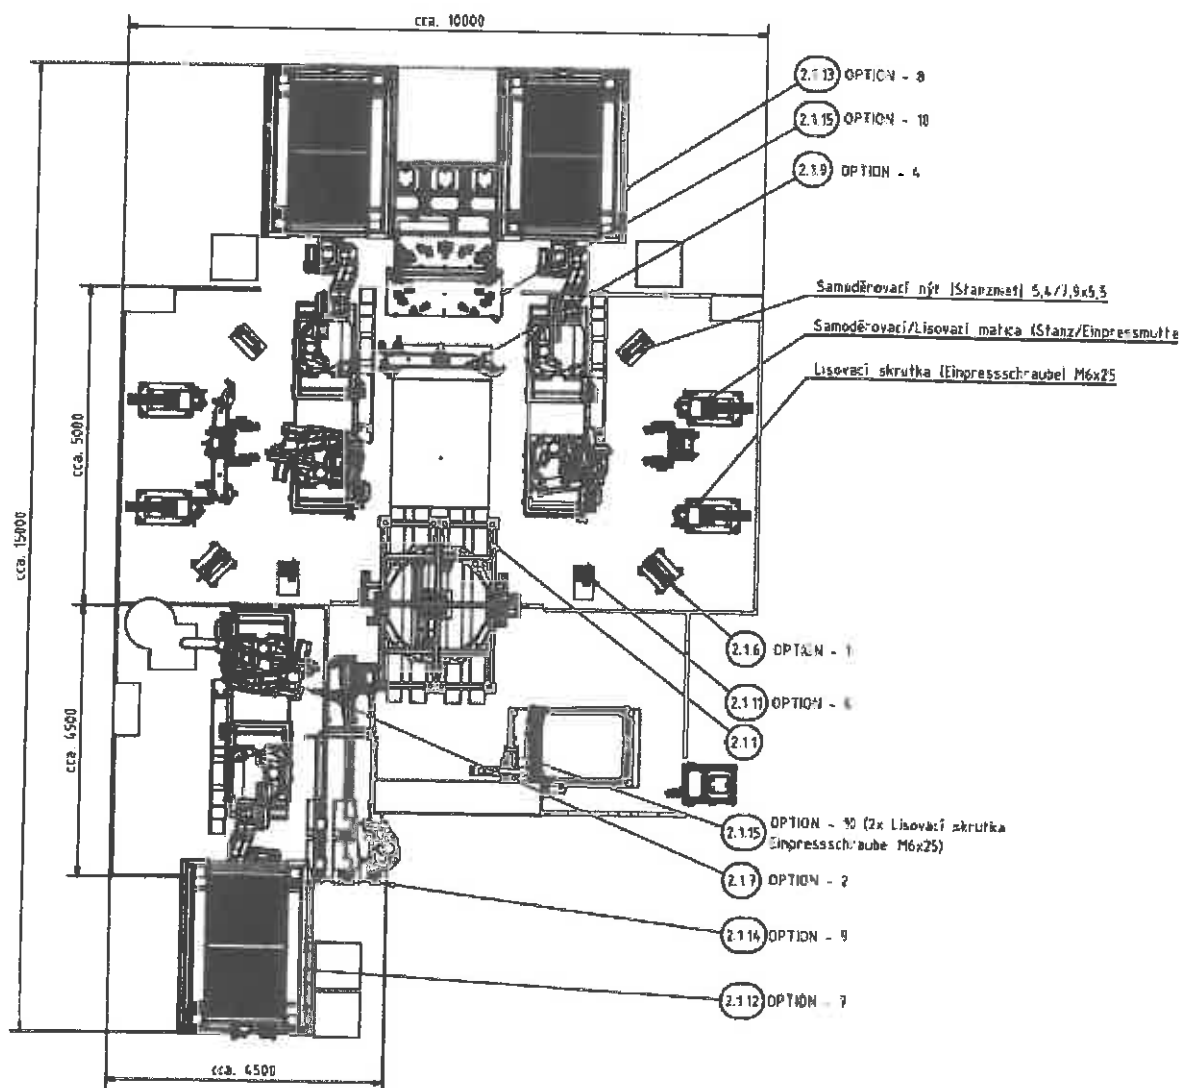 cca. 10000
2.1.13 OPTION - 8
2.1.15 OPTION - 10
2.1.9 OPTION - 4
Samoděrovací nýt (Stanzmat) 5,4/7,9x5,5
Samoděrovací/Lisovací matica (Stanz/Einpressmutte
Lisovací skrutka (Einpressschraube) M6x25
cca. 5000
cca. 15000
cca. 4500
2.1.6 OPTION - 1
2.1.11 OPTION -
2.1.1
2.1.15 OPTION - 10 (2x Lisovací skrutka
Einpressschraube M6x25)
2.1.7 OPTION - 2
2.1.14 OPTION - 9
2.1.12 OPTION - 7
cca. 4500